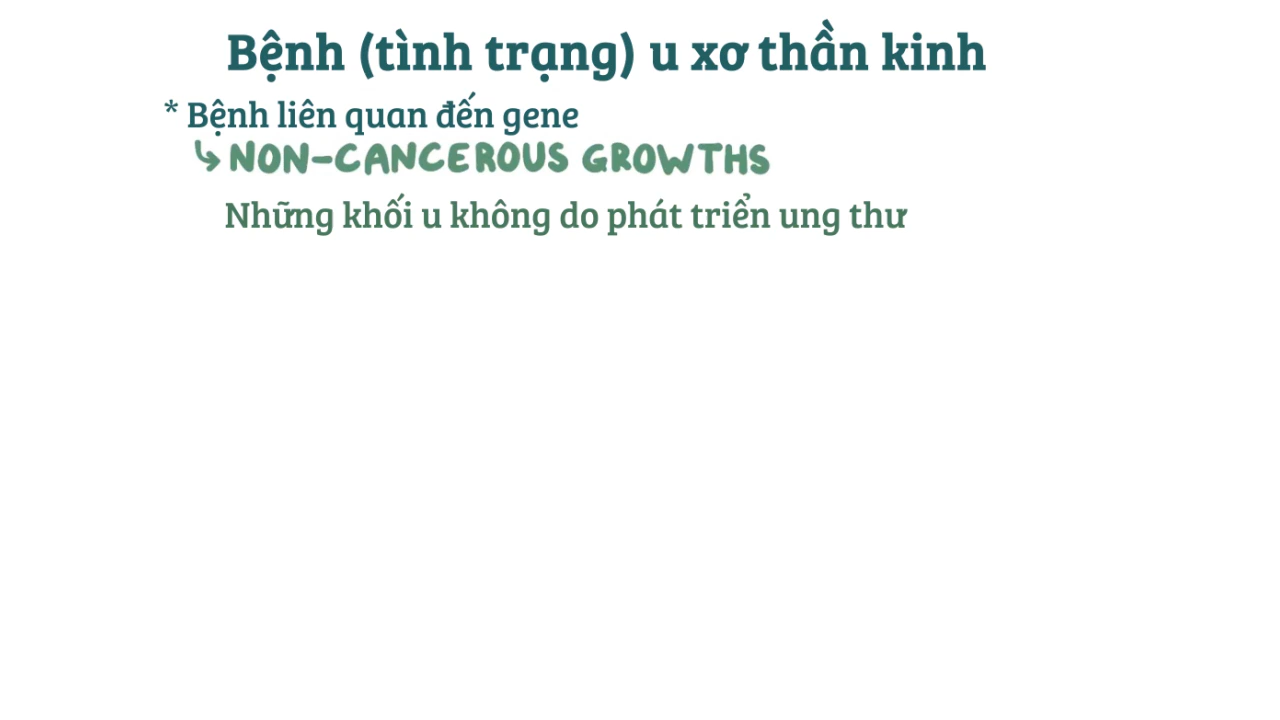 Bệnh (tình trạng) u xơ thần kinh
* Bệnh liên quan đến gene
↳ NON-CANCEROUS GROWTHS
Những khối u không do phát triển ung thư